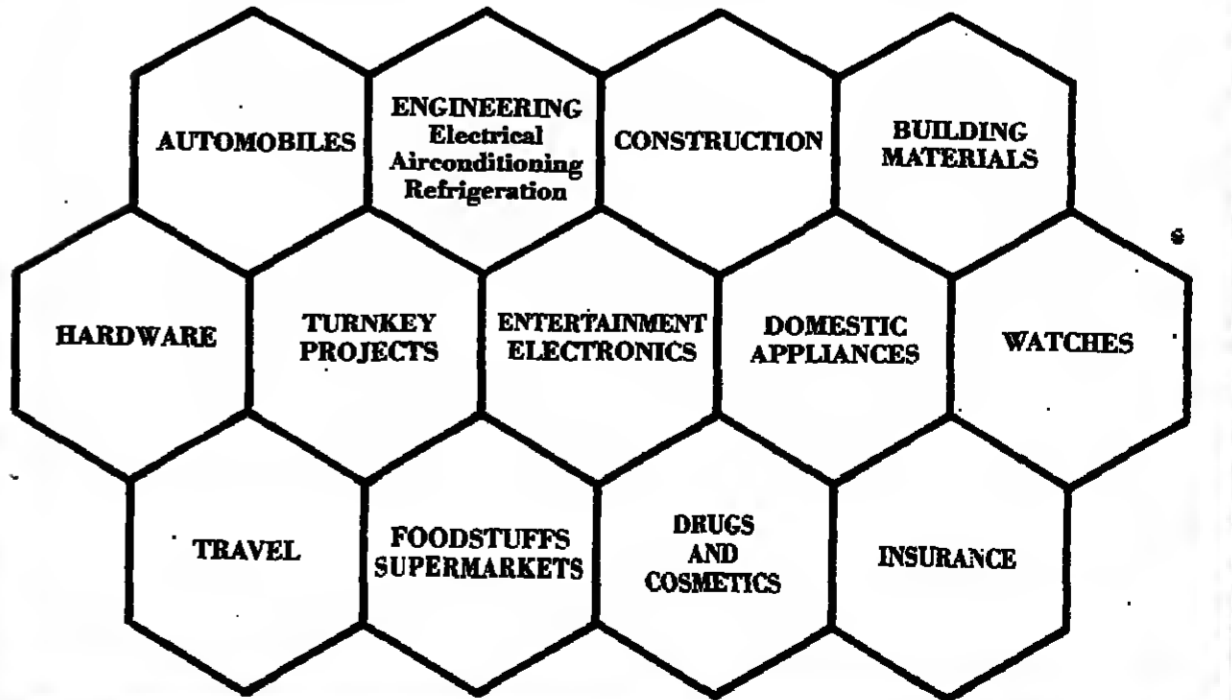 AUTOMOBILES
ENGINEERING
Electrical
Airconditioning
Refrigeration
CONSTRUCTION
BUILDING
MATERIALS
HARDWARE
TURNKEY
PROJECTS
ENTERTAINMENT
ELECTRONICS
DOMESTIC
APPLIANCES
WATCHES
TRAVEL
FOODSTUFFS
SUPERMARKETS
DRUGS
AND
COSMETICS
INSURANCE